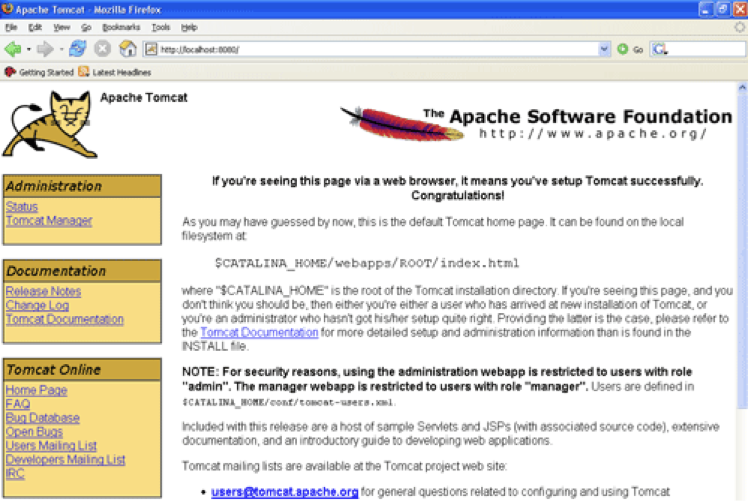 Apache Tomcat - Mozilla Firefox
File Edit View Go Bookmarks Tools Help
http://localhost:8080/
Go
Getting Started Latest Headlines
Apache Tomcat
The Apache Software Foundation
http://www.apache.org/
Administration
Status
Tomcat Manager
Documentation
Release Notes
Change Log
Tomcat Documentation
Tomcat Online
Home Page
FAQ
Bug Database
Open Bugs
Users Mailing List
Developers Mailing List
IRC
If you're seeing this page via a web browser, it means you've setup Tomcat successfully.
Congratulations!
As you may have guessed by now, this is the default Tomcat home page. It can be found on the local
filesystem at:
$CATALINA_HOME/webapps/ROOT/index.html
where "$CATALINA_HOME" is the root of the Tomcat installation directory. If you're seeing this page, and you
don't think you should be, then either you're either a user who has arrived at new installation of Tomcat, or
you're an administrator who hasn't got his/her setup quite right. Providing the latter is the case, please refer to
the Tomcat Documentation for more detailed setup and administration information than is found in the
INSTALL file.
NOTE: For security reasons, using the administration webapp is restricted to users with role
"admin". The manager webapp is restricted to users with role "manager". Users are defined in
$CATALINA_HOME/conf/tomcat-users.xml.
Included with this release are a host of sample Servlets and JSPs (with associated source code), extensive
documentation, and an introductory guide to developing web applications.
Tomcat mailing lists are available at the Tomcat project web site:
• users@tomcat.apache.org for general questions related to configuring and using Tomcat